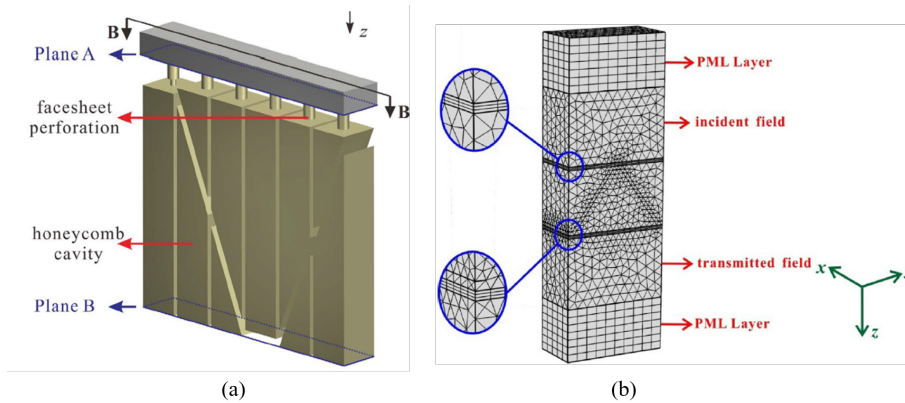 B
z
Plane A
B
facesheet
perforation
honeycomb
cavity
Plane B
(a)
PML Layer
incident field
transmitted field
PML Layer
x
z
(b)